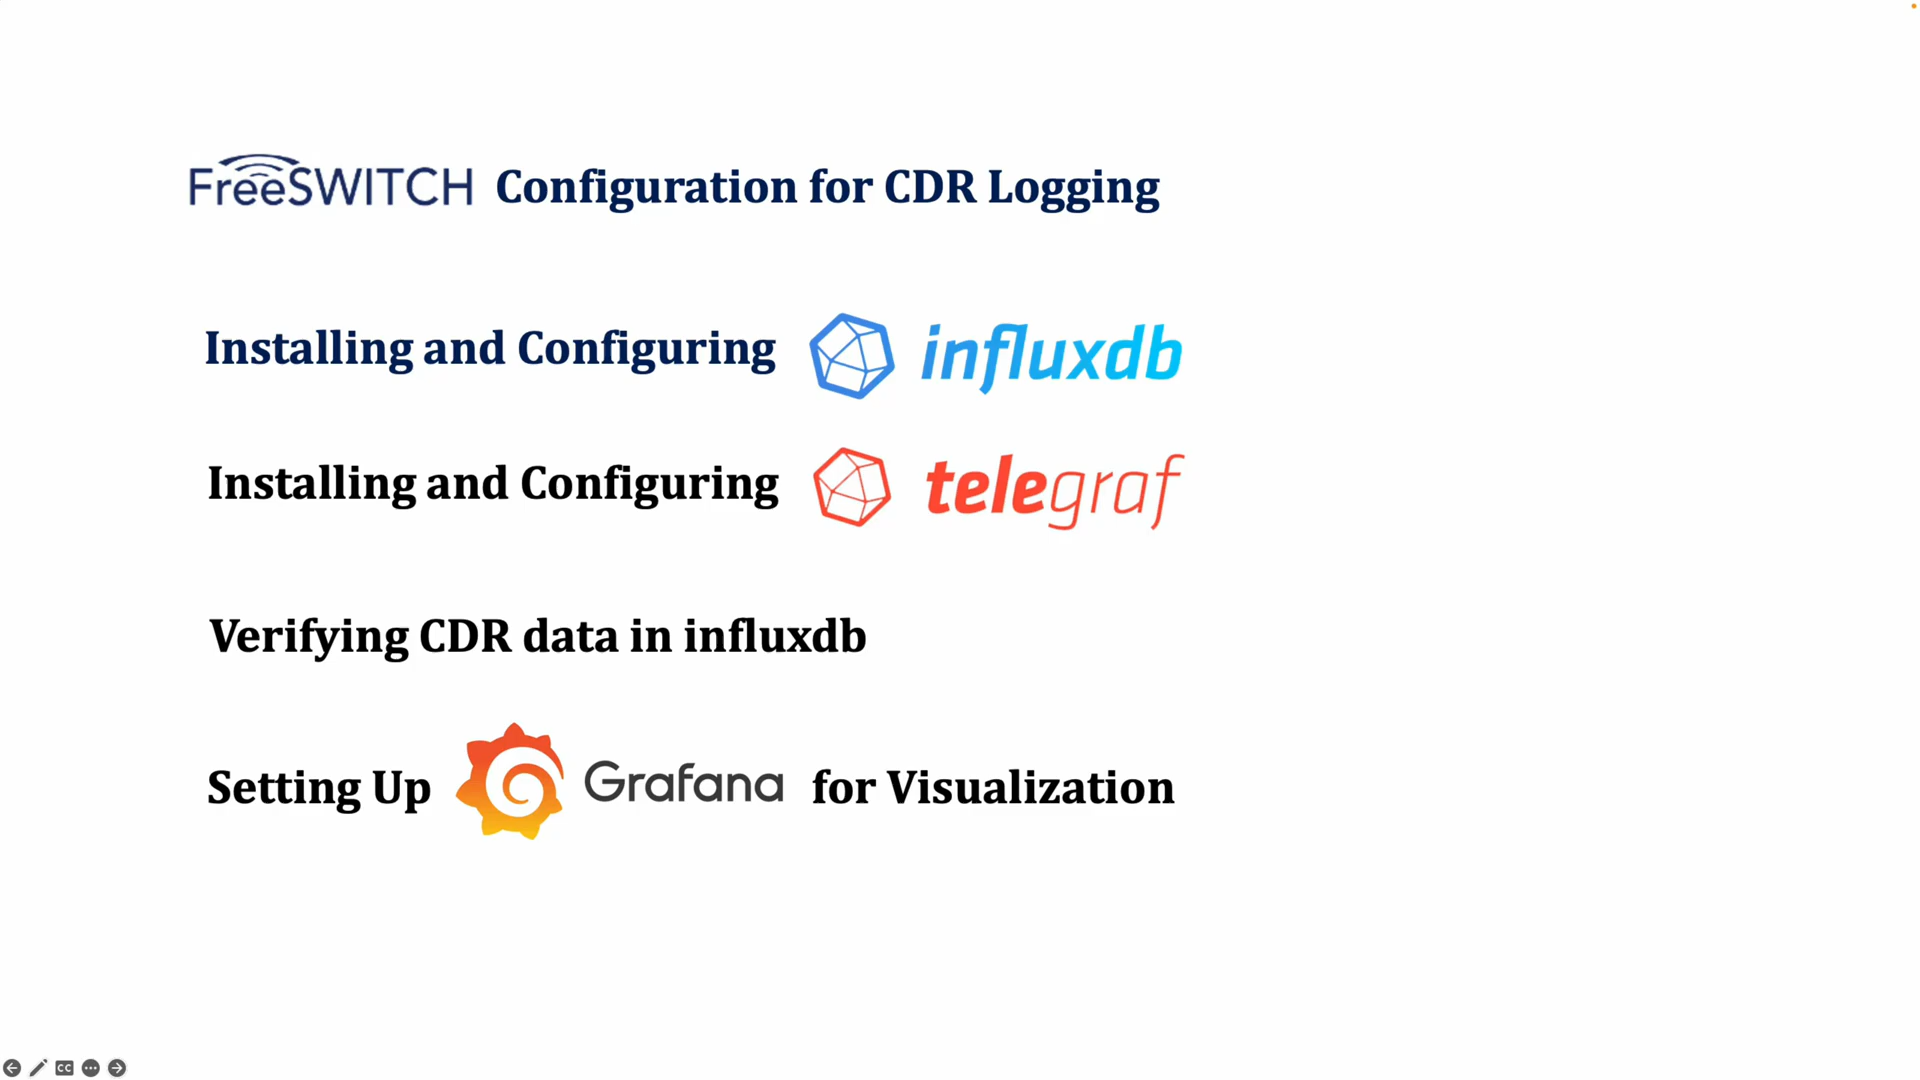 FreeSWITCH Configuration for CDR Logging
Installing and Configuring influxdb
Installing and Configuring telegraf
Verifying CDR data in influxdb
Setting Up Grafana for Visualization
CC